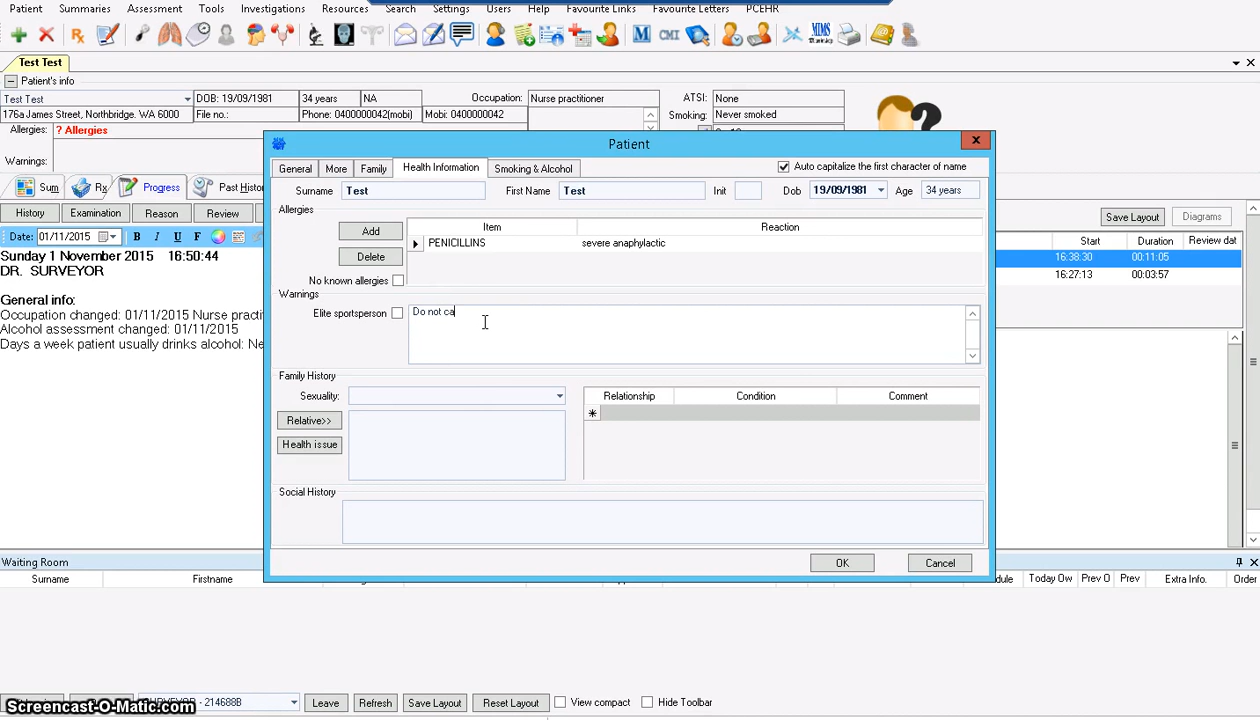 Patient Summaries Assessment Tools Investigations Resources Search Settings Users Help Favourite Links Favourite Letters PCEHR
M CMI MIMS
Test Test
Patient's info
Test Test DOB: 19/09/1981 34 years NA Occupation: Nurse practitioner ATSI: None
176a James Street, Northbridge. WA 6000 File no.: Phone: 0400000042(mobi) Mobi: 0400000042 Smoking: Never smoked
Allergies: ? Allergies
Warnings:
Sum Rx Progress Past Histo
History Examination Reason Review Save Layout Diagrams
Date: 01/11/2015 B I U F
Sunday 1 November 2015 16:50:44
DR. SURVEYOR
General info:
Occupation changed: 01/11/2015 Nurse practit
Alcohol assessment changed: 01/11/2015
Days a week patient usually drinks alcohol: Ne
Start Duration Review dat
16:38:30 00:11:05
16:27:13 00:03:57
Patient
General More Family Health Information Smoking & Alcohol Auto capitalize the first character of name
Surname Test First Name Test Init Dob 19/09/1981 Age 34 years
Allergies
Add Item Reaction
PENICILLINS severe anaphylactic
Delete
No known allergies
Warnings
Elite sportsperson Do not ca
Family History
Sexuality: Relationship Condition Comment
Relative>>
Health issue
Social History
OK Cancel
Waiting Room
Surname Firstname Today Ow Prev O Prev Extra Info. Order
SURVEYOR - 214688B Leave Refresh Save Layout Reset Layout View compact Hide Toolbar
Screencast-O-Matic.com